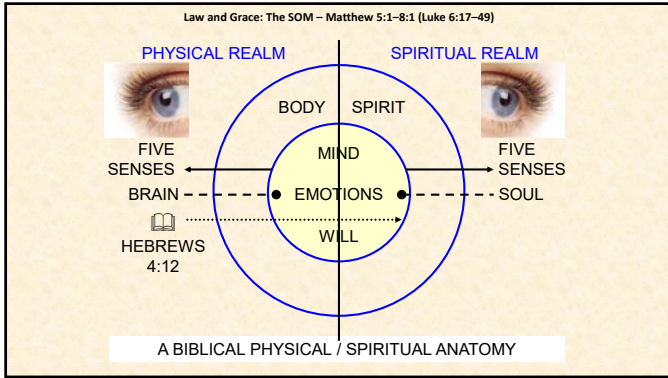 Law and Grace: The SOM – Matthew 5:1–8:1 (Luke 6:17–49)
PHYSICAL REALM
SPIRITUAL REALM
BODY
SPIRIT
FIVE
SENSES
MIND
FIVE
SENSES
BRAIN
EMOTIONS
SOUL
HEBREWS
4:12
WILL
A BIBLICAL PHYSICAL / SPIRITUAL ANATOMY